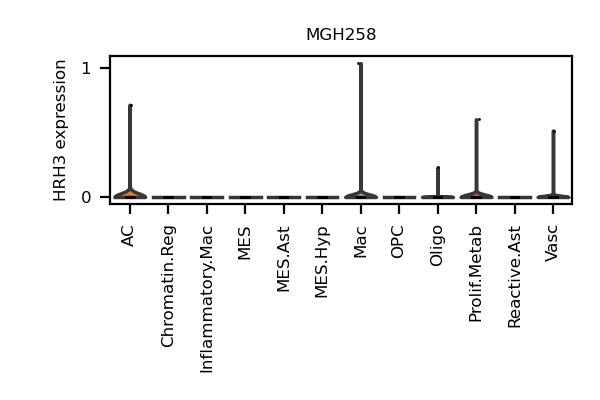 MGH258
HRH3 expression
1
0
AC
Chromatin.Reg
Inflammatory.Mac
MES
MES.Ast
MES.Hyp
Mac
OPC
Oligo
Prolif.Metab
Reactive.Ast
Vasc